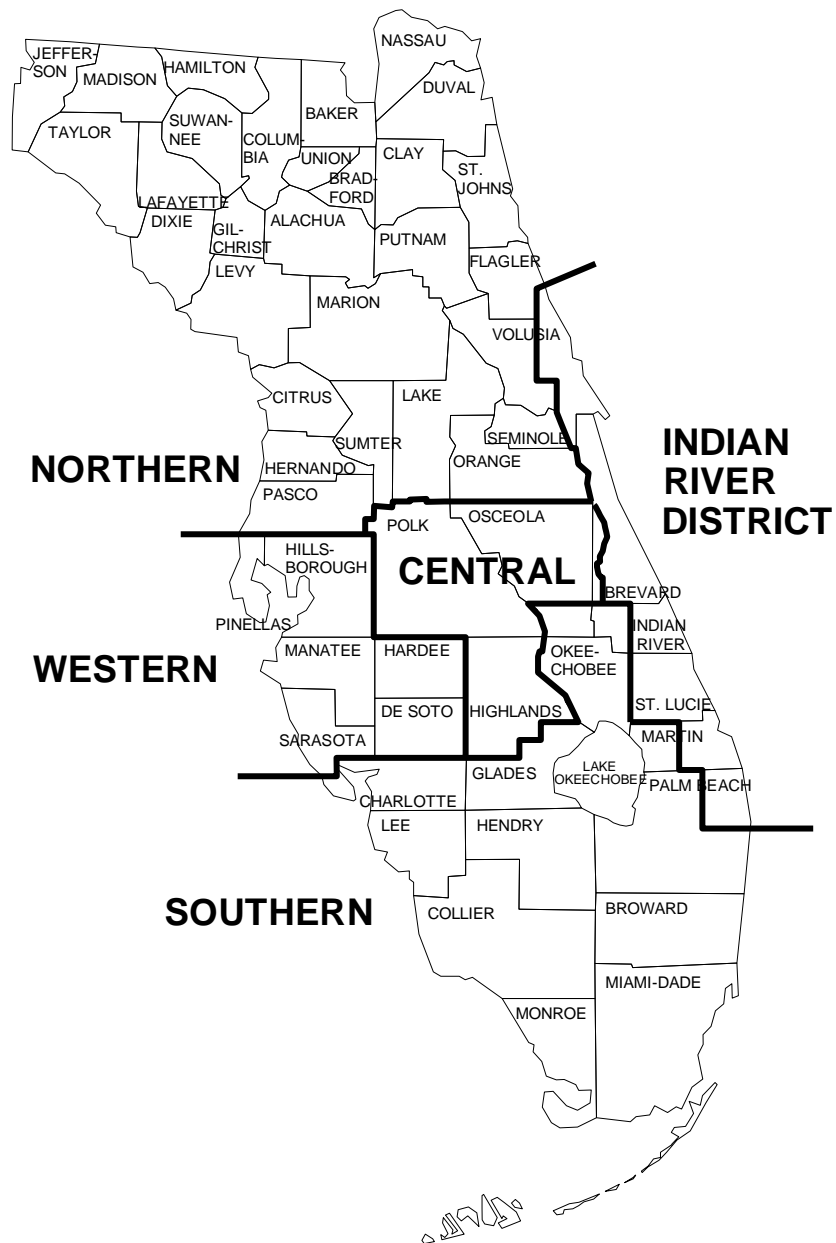 NASSAU
JEFFER-
SON
MADISON
HAMILTON
DUVAL
BAKER
TAYLOR
SUWAN-
NEE
COLUM-
BIA
UNION
BRAD-
FORD
CLAY
ST.
JOHNS
LAFAYETTE
DIXIE
GIL-
CHRIST
ALACHUA
PUTNAM
FLAGLER
LEVY
MARION
VOLUSIA
CITRUS
LAKE
SUMTER
SEMINOLE
ORANGE
HERNANDO
PASCO
NORTHERN
INDIAN
RIVER
DISTRICT
POLK
OSCEOLA
HILLS-
BOROUGH
CENTRAL
BREVARD
PINELLAS
INDIAN
RIVER
WESTERN
MANATEE
HARDEE
OKEE-
CHOBEE
DE SOTO
HIGHLANDS
ST. LUCIE
SARASOTA
MARTIN
GLADES
LAKE
OKEECHOBEE
PALM BEACH
CHARLOTTE
LEE
HENDRY
SOUTHERN
COLLIER
BROWARD
MIAMI-DADE
MONROE